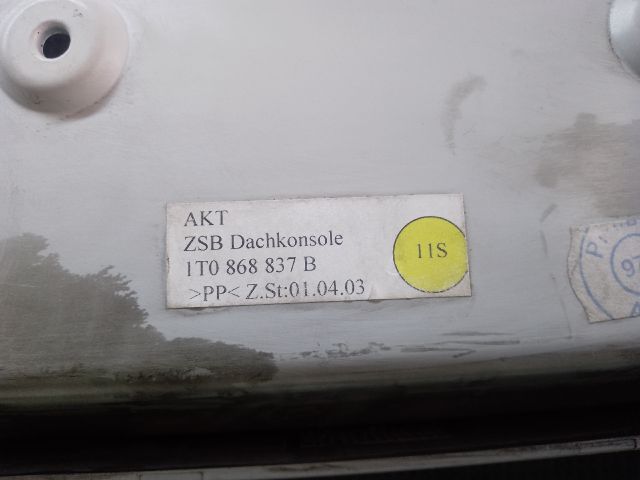 AKT
ZSB Dachkonsole
1T0 868 837 B
>PP< Z.St:01.04.03
11S